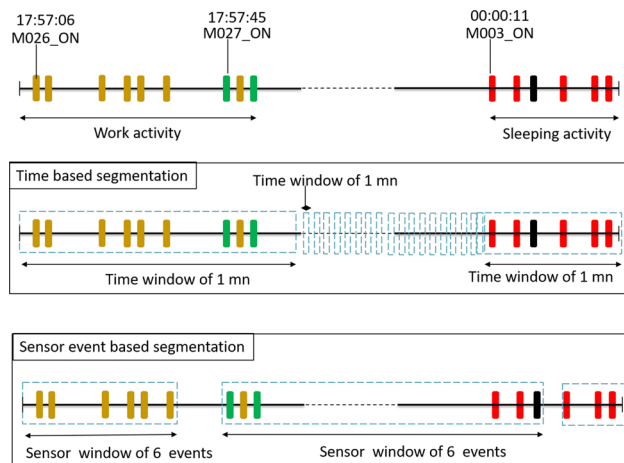 17:57:06
M026_ON
17:57:45
M027_ON
00:00:11
M003_ON
Work activity
Sleeping activity
Time based segmentation
Time window of 1 mn
Time window of 1 mn
Time window of 1 mn
Sensor event based segmentation
Sensor window of 6 events
Sensor window of 6 events